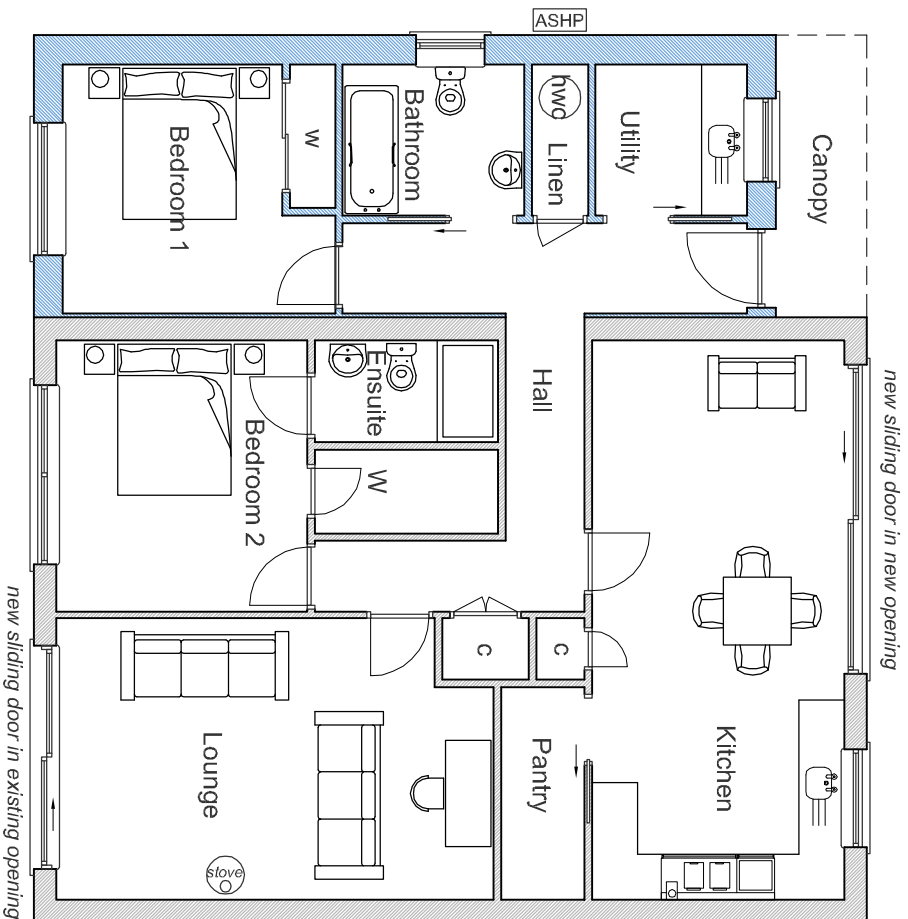 ASHP
Bedroom 1
w
Bathroom
hwc
Linen
Utility
Canopy
Ensuite
Hall
new sliding door in new opening
Bedroom 2
W
new sliding door in existing opening
c
c
Lounge
Pantry
Kitchen
stove